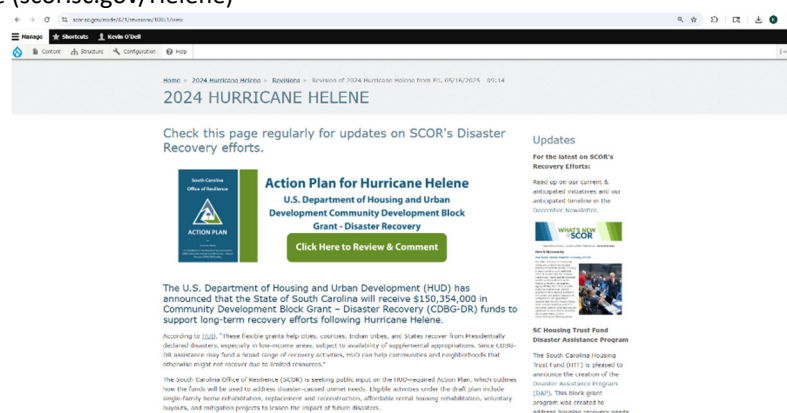 (scor.sc.gov/Helene)
scor.sc.gov/node/421/revisions/10851/view
Manage Shortcuts Kevin O'Dell
Content Structure Configuration Help
Home » 2024 Hurricane Helene » Revisions » Revision of 2024 Hurricane Helene from Fri, 05/16/2025 - 09:14
2024 HURRICANE HELENE
Check this page regularly for updates on SCOR's Disaster
Recovery efforts.
South Carolina
Office of Resilience
ACTION PLAN
Action Plan for Hurricane Helene
U.S. Department of Housing and Urban
Development Community Development Block
Grant - Disaster Recovery
Click Here to Review & Comment
The U.S. Department of Housing and Urban Development (HUD) has
announced that the State of South Carolina will receive $150,354,000 in
Community Development Block Grant – Disaster Recovery (CDBG-DR) funds to
support long-term recovery efforts following Hurricane Helene.
According to HUD, "These flexible grants help cities, counties, Indian tribes, and States recover from Presidentially
declared disasters, especially in low-income areas, subject to availability of supplemental appropriations. Since CDBG-
DR assistance may fund a broad range of recovery activities, HUD can help communities and neighborhoods that
otherwise might not recover due to limited resources."
The South Carolina Office of Resilience (SCOR) is seeking public input on the HUD-required Action Plan, which outlines
how the funds will be used to address disaster-caused unmet needs. Eligible activities under the draft plan include
single-family home rehabilitation, replacement and reconstruction, affordable rental housing rehabilitation, voluntary
buyouts, and mitigation projects to lessen the impact of future disasters.
Updates
For the latest on SCOR's
Recovery Efforts:
Read up on our current &
anticipated initiatives and our
anticipated timeline in the
December Newsletter.
WHAT'S NEW
@SCOR
SC Housing Trust Fund
Disaster Assistance Program
The South Carolina Housing
Trust Fund (HTF) is pleased to
announce the creation of the
Disaster Assistance Program
(DAP). This block grant
program was created to
address housing recovery needs